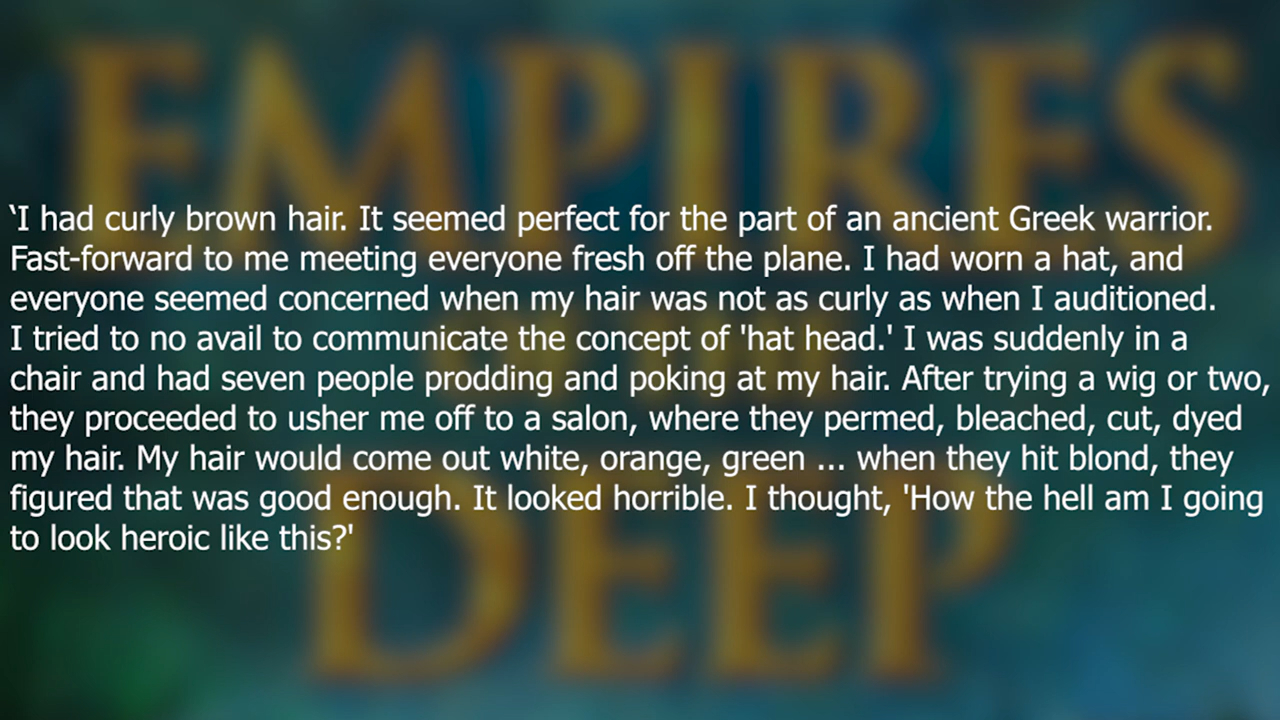 EMPIRES
‘I had curly brown hair. It seemed perfect for the part of an ancient Greek warrior.
Fast-forward to me meeting everyone fresh off the plane. I had worn a hat, and
everyone seemed concerned when my hair was not as curly as when I auditioned.
I tried to no avail to communicate the concept of 'hat head.' I was suddenly in a
chair and had seven people prodding and poking at my hair. After trying a wig or two,
they proceeded to usher me off to a salon, where they permed, bleached, cut, dyed
my hair. My hair would come out white, orange, green ... when they hit blond, they
figured that was good enough. It looked horrible. I thought, 'How the hell am I going
to look heroic like this?'
DEEP